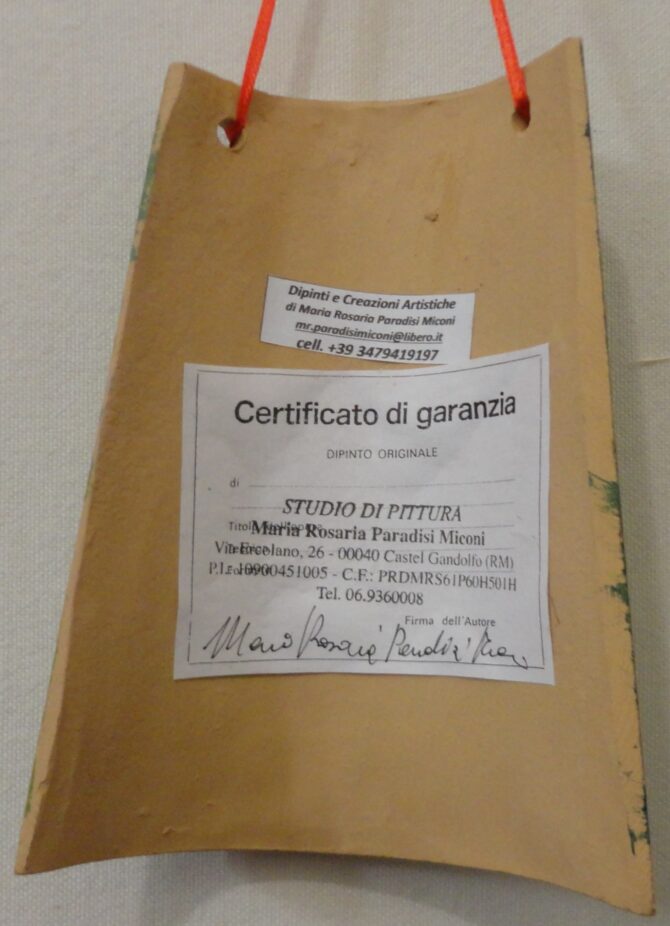 Dipinti e Creazioni Artistiche
di Maria Rosaria Paradisi Miconi
mr.paradisimiconi@libero.it
cell. +39 3479419197
Certificato di garanzia
DIPINTO ORIGINALE
di
STUDIO DI PITTURA
Maria Rosaria Paradisi Miconi
Via Ercolano, 26 - 00040 Castel Gandolfo (RM)
P.I.: 10900451005 - C.F.: PRDMRS61P60H501H
Tel. 06.9360008
Firma dell'Autore